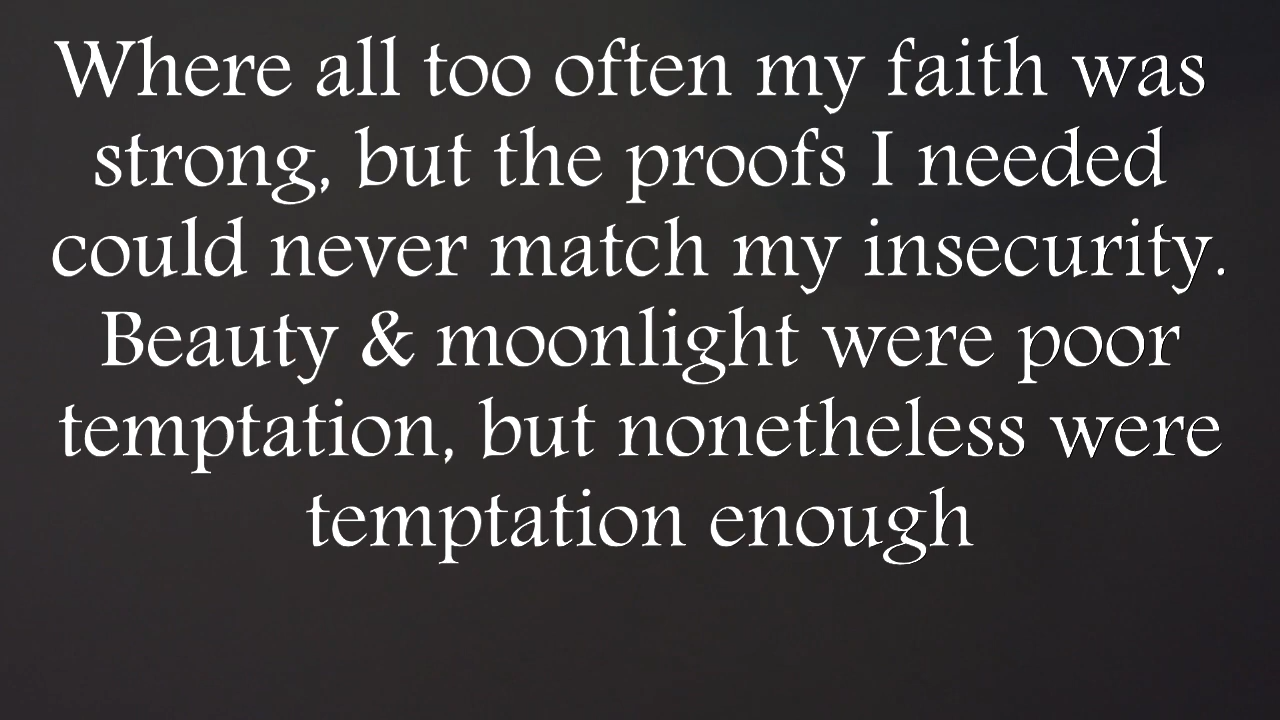 Where all too often my faith was
strong, but the proofs I needed
could never match my insecurity.
Beauty & moonlight were poor
temptation, but nonetheless were
temptation enough